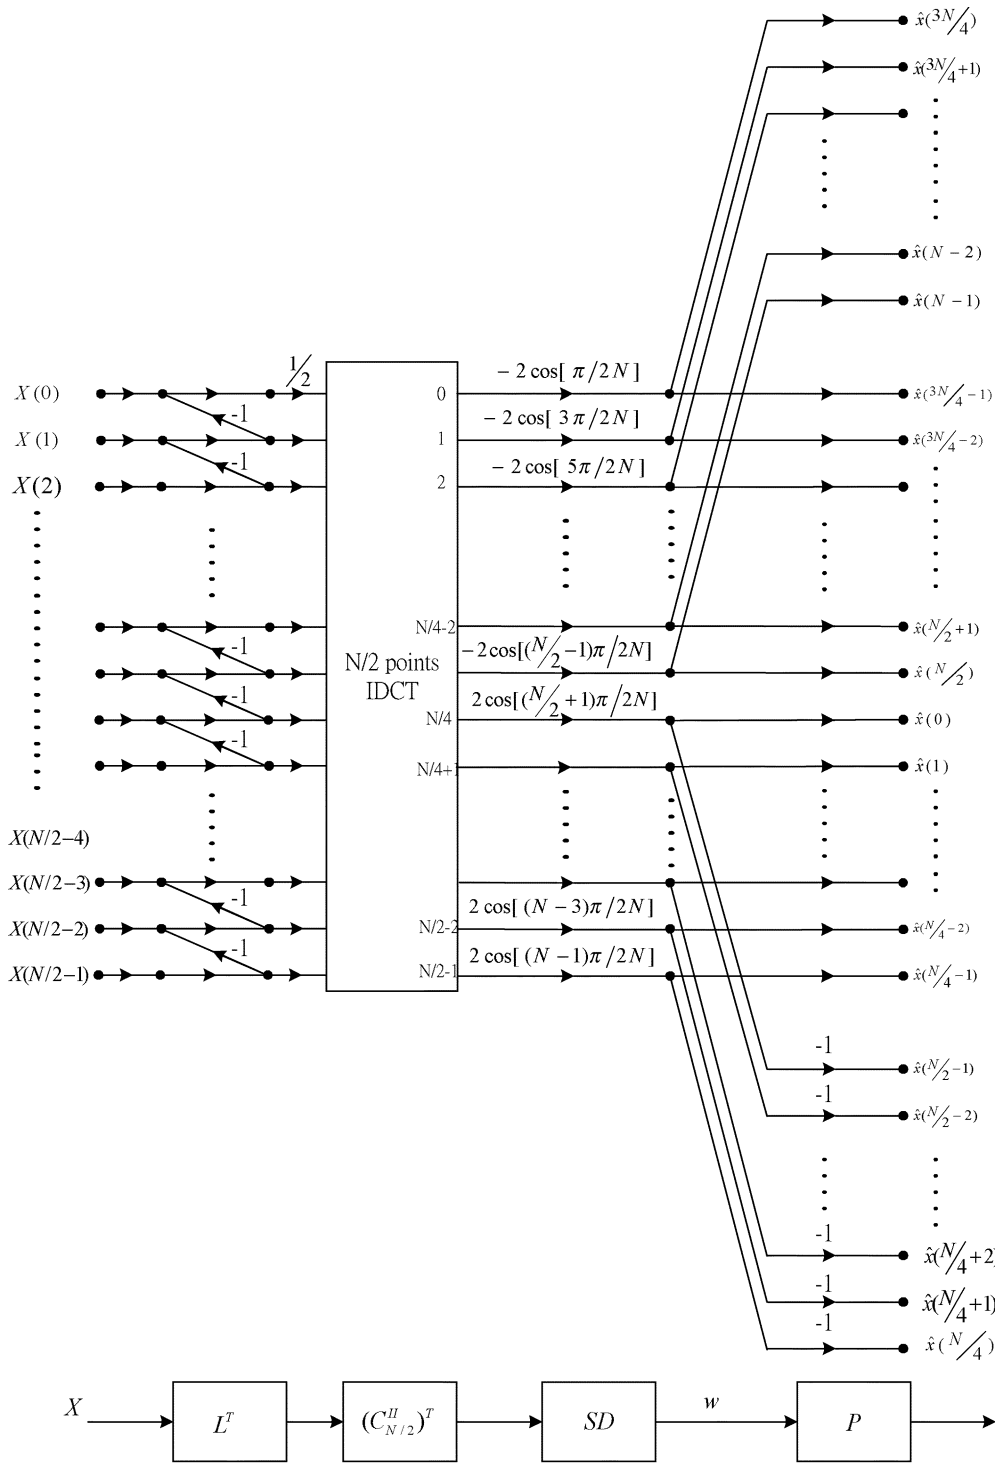 x̂(3N/4)
x̂(3N/4+1)
x̂(N − 2)
x̂(N − 1)
X(0)
1/2
0
− 2 cos[ π/2N ]
x̂(3N/4−1)
-1
X(1)
1
− 2 cos[ 3π/2N ]
x̂(3N/4−2)
-1
X(2)
2
− 2 cos[ 5π/2N ]
N/4-2
x̂(N/2+1)
-1
N/2 points
IDCT
−2cos[(N/2−1)π/2N]
x̂(N/2)
-1
N/4
2cos[(N/2+1)π/2N]
x̂(0)
-1
N/4+1
x̂(1)
X(N/2−4)
X(N/2−3)
-1
X(N/2−2)
N/2-2
2 cos[ (N−3)π/2N ]
x̂(N/4−2)
-1
X(N/2−1)
N/2-1
2 cos[ (N−1)π/2N ]
x̂(N/4−1)
-1
x̂(N/2−1)
-1
x̂(N/2−2)
-1
x̂(N/4+2)
-1
x̂(N/4+1)
-1
x̂(N/4)
X
L^T
(C^II_N/2)^T
SD
w
P